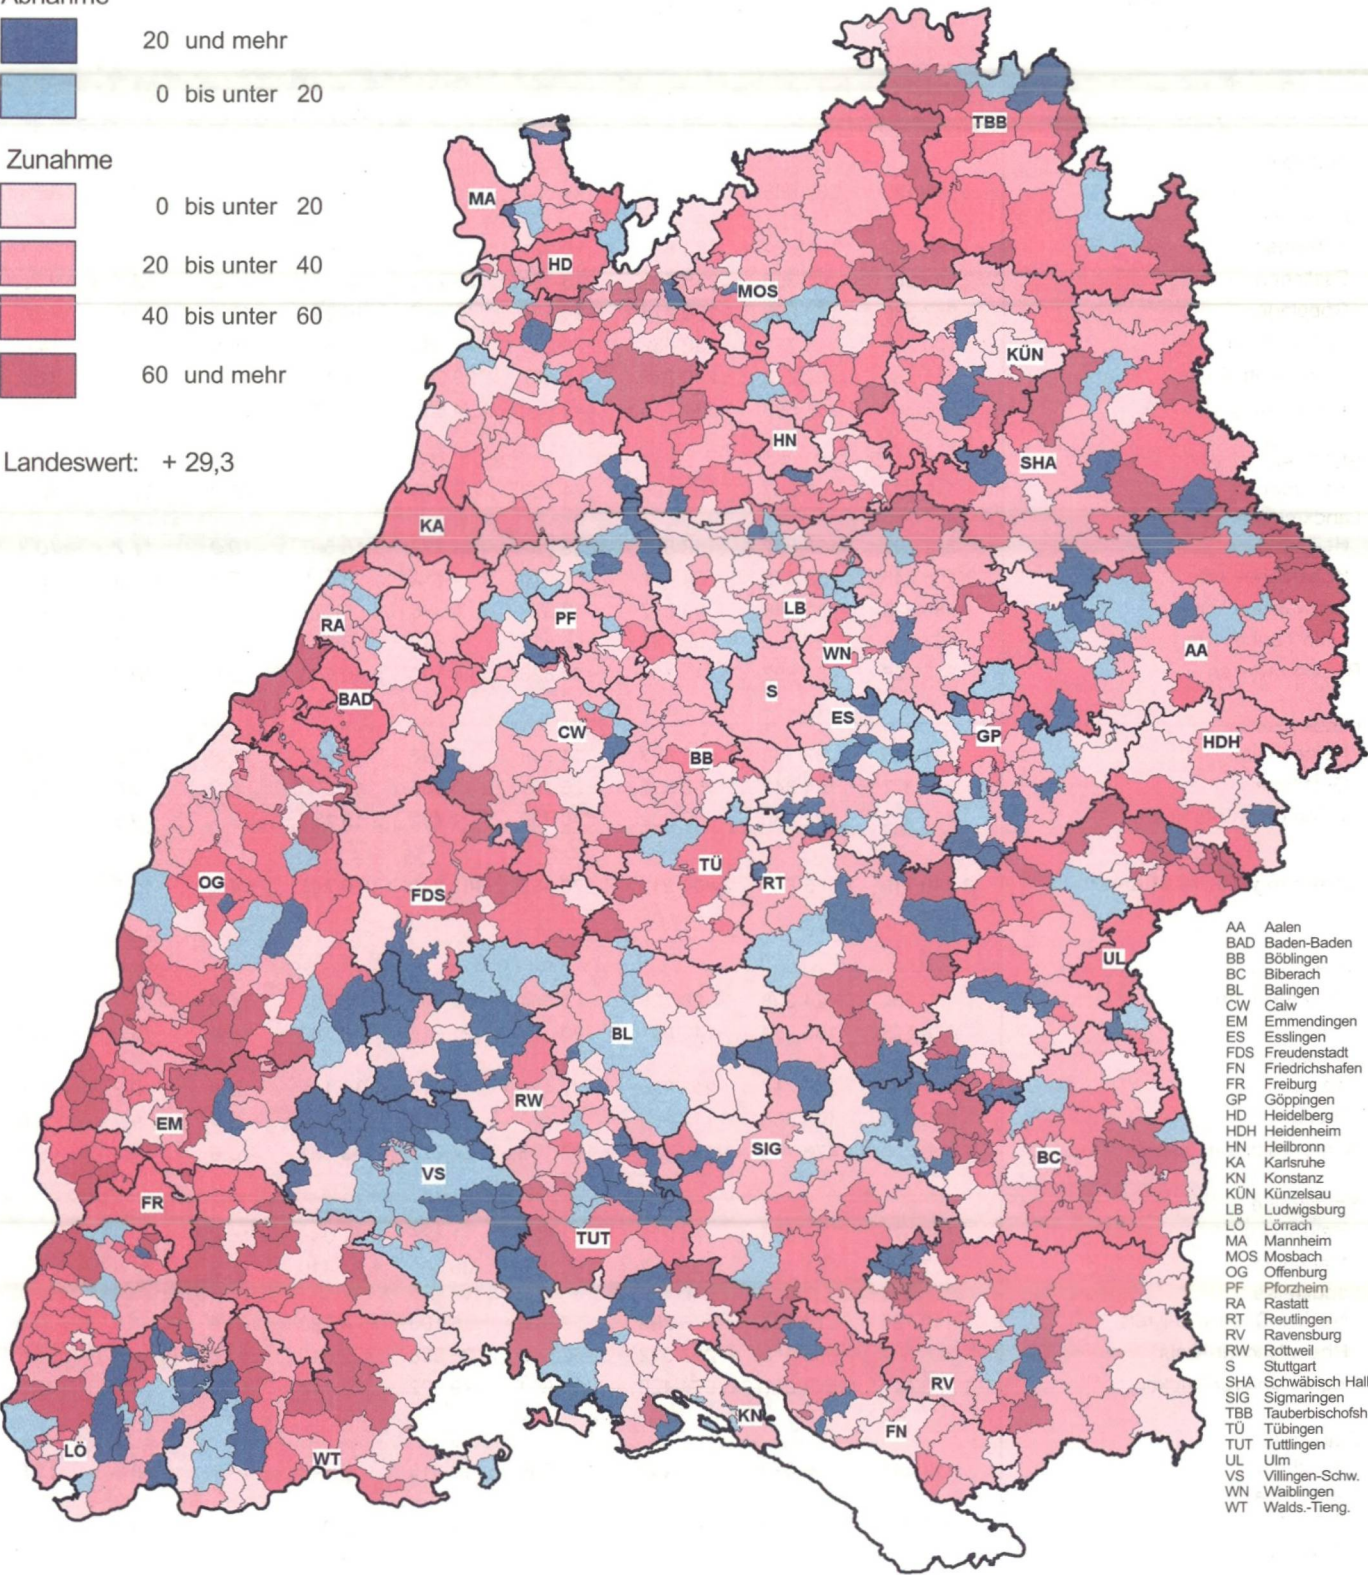 20 und mehr
0 bis unter 20
Zunahme
0 bis unter 20
20 bis unter 40
40 bis unter 60
60 und mehr
Landeswert: + 29,3
TBB
MA
HD
MOS
KÜN
HN
SHA
KA
LB
PF
RA
WN
AA
BAD
S
ES
CW
GP
HDH
BB
TÜ
RT
OG
FDS
UL
BL
RW
EM
SIG
BC
VS
FR
TUT
RV
KN
FN
LÖ
WT
AA Aalen
BAD Baden-Baden
BB Böblingen
BC Biberach
BL Balingen
CW Calw
EM Emmendingen
ES Esslingen
FDS Freudenstadt
FN Friedrichshafen
FR Freiburg
GP Göppingen
HD Heidelberg
HDH Heidenheim
HN Heilbronn
KA Karlsruhe
KN Konstanz
KÜN Künzelsau
LB Ludwigsburg
LÖ Lörrach
MA Mannheim
MOS Mosbach
OG Offenburg
PF Pforzheim
RA Rastatt
RT Reutlingen
RV Ravensburg
RW Rottweil
S Stuttgart
SHA Schwäbisch Hall
SIG Sigmaringen
TBB Tauberbischofsh
TÜ Tübingen
TUT Tuttlingen
UL Ulm
VS Villingen-Schw.
WN Waiblingen
WT Walds.-Tieng.